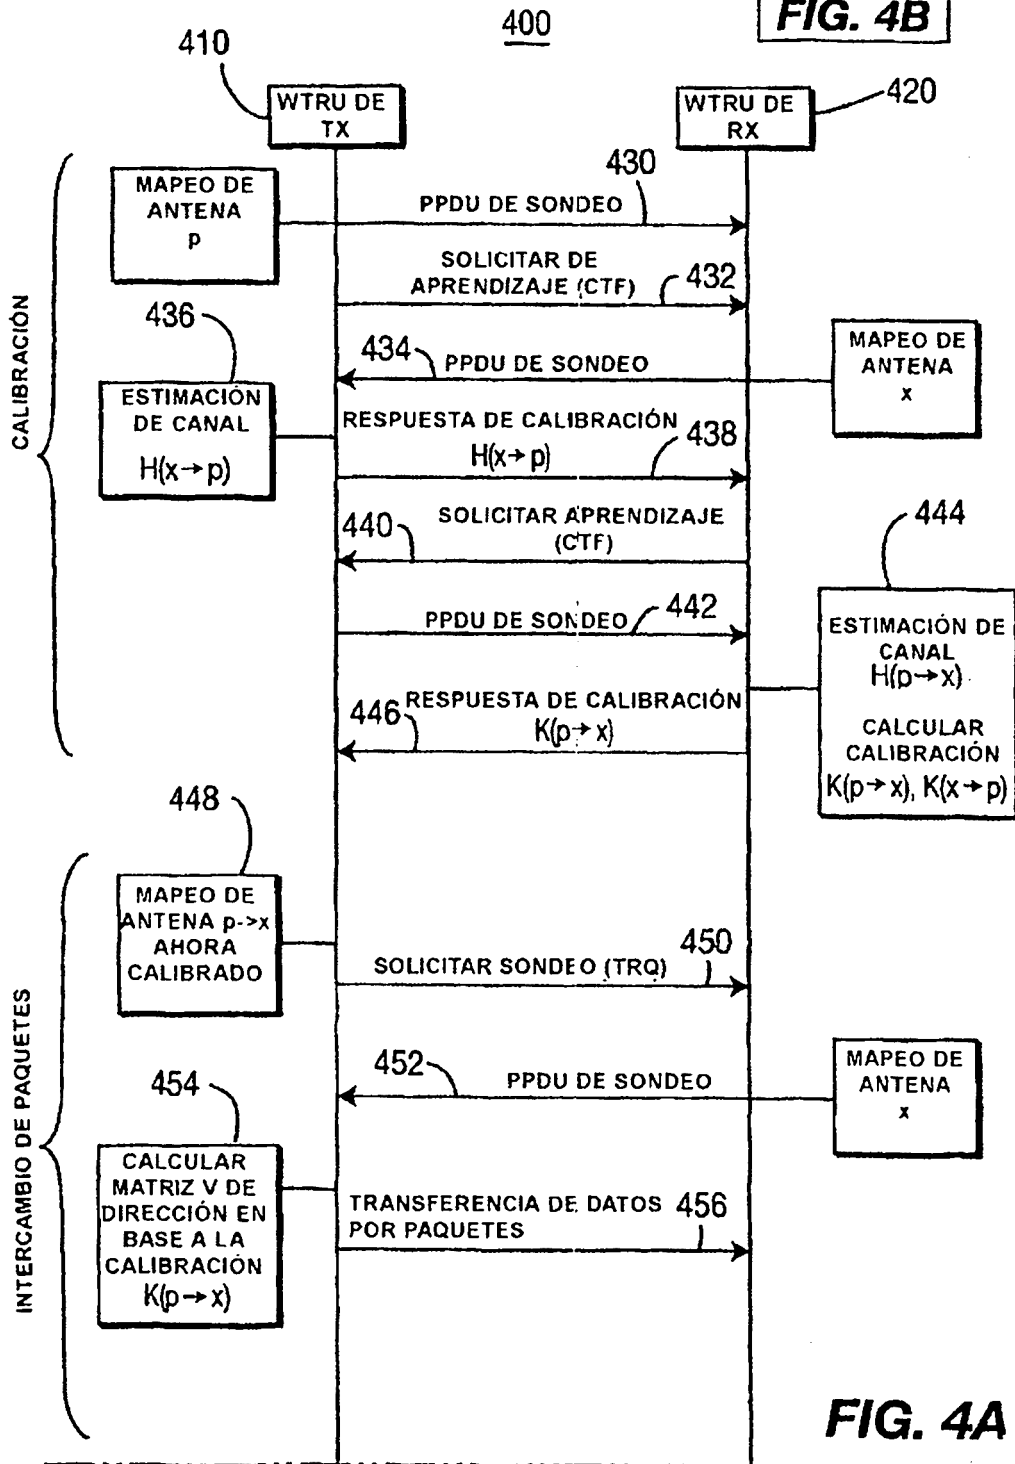 400
FIG. 4B
410
WTRU DE
TX
420
WTRU DE
RX
CALIBRACIÓN
MAPEO DE
ANTENA
p
430
PPDU DE SONDEO
SOLICITAR DE
APRENDIZAJE (CTF)
432
436
434
PPDU DE SONDEO
MAPEO DE
ANTENA
x
ESTIMACIÓN
DE CANAL
H(x→p)
RESPUESTA DE CALIBRACIÓN
H(x→p)
438
440
SOLICITAR APRENDIZAJE
(CTF)
444
PPDU DE SONDEO
442
ESTIMACIÓN DE
CANAL
H(p→x)
CALCULAR
CALIBRACIÓN
K(p→x), K(x→p)
446
RESPUESTA DE CALIBRACIÓN
K(p→x)
448
INTERCAMBIO DE PAQUETES
MAPEO DE
ANTENA p->x
AHORA
CALIBRADO
SOLICITAR SONDEO (TRQ)
450
452
PPDU DE SONDEO
MAPEO DE
ANTENA
x
454
CALCULAR
MATRIZ V DE
DIRECCIÓN EN
BASE A LA
CALIBRACIÓN
K(p→x)
TRANSFERENCIA DE DATOS
POR PAQUETES
456
FIG. 4A